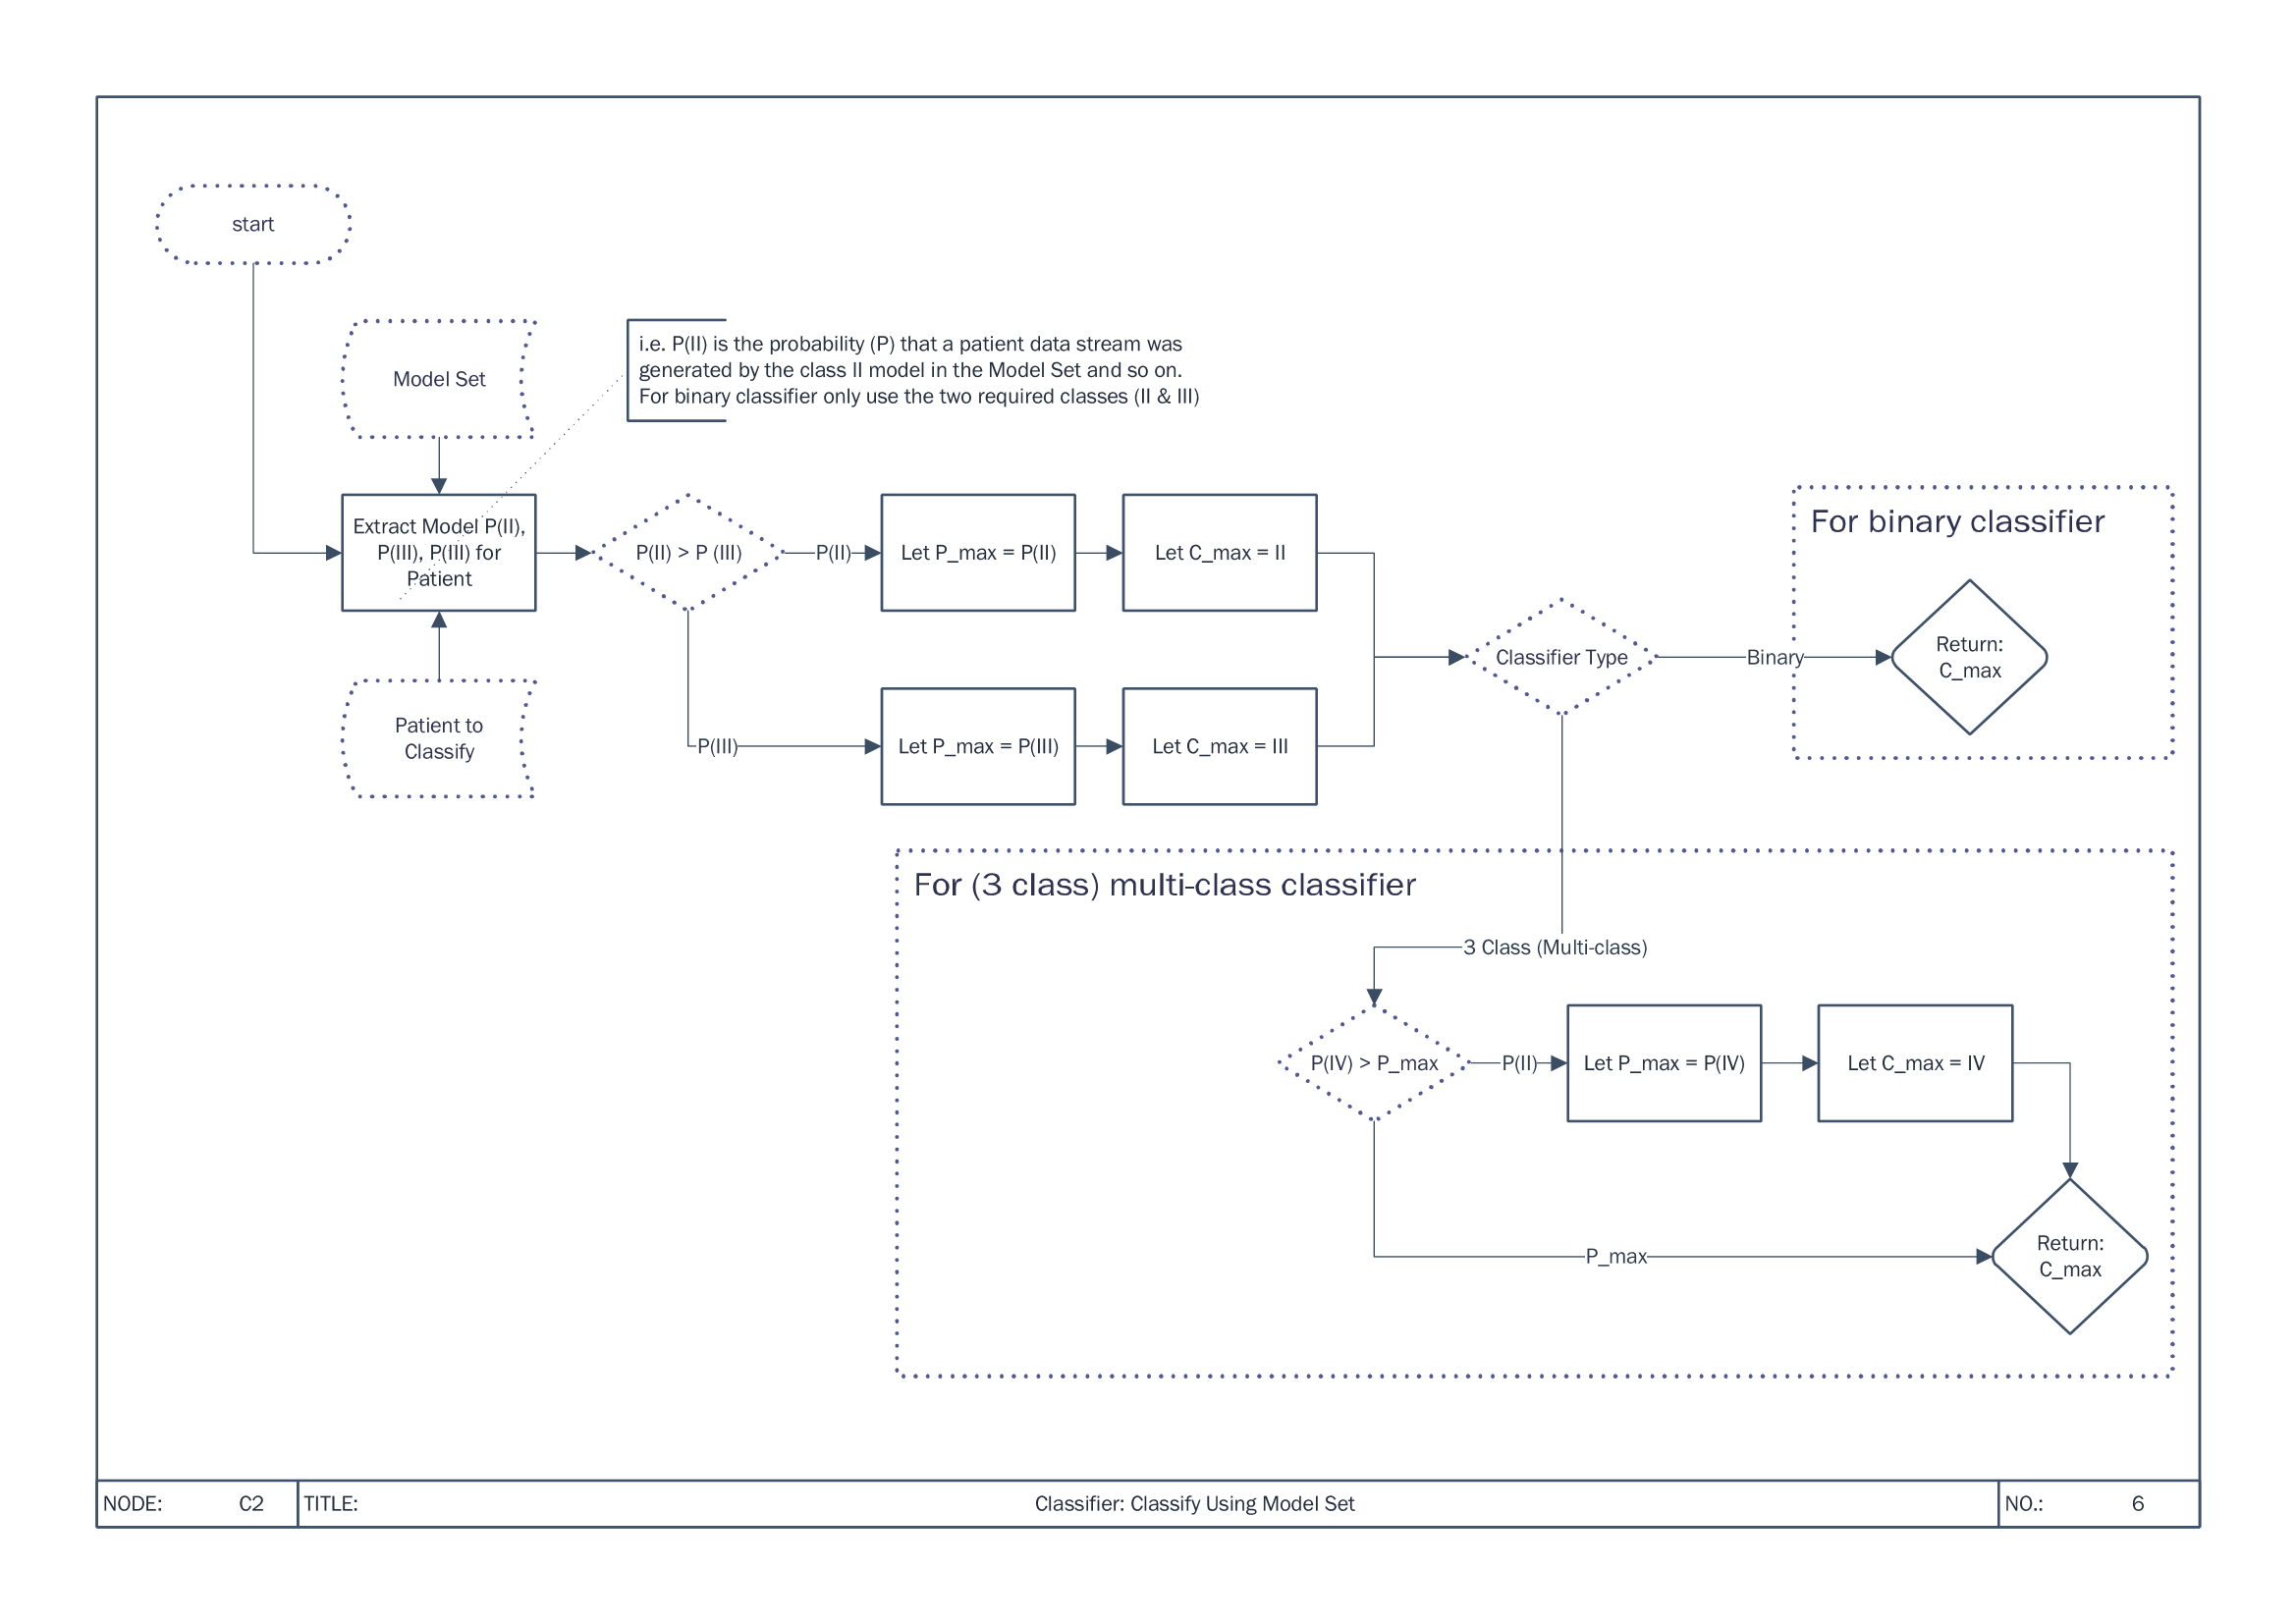 start
Model Set
i.e. P(II) is the probability (P) that a patient data stream was
generated by the class II model in the Model Set and so on.
For binary classifier only use the two required classes (II & III)
Extract Model P(II),
P(III), P(III) for
Patient
P(II) > P (III)
P(II)
Let P_max = P(II)
Let C_max = II
For binary classifier
Classifier Type
Binary
Return:
C_max
Patient to
Classify
P(III)
Let P_max = P(III)
Let C_max = III
For (3 class) multi-class classifier
3 Class (Multi-class)
P(IV) > P_max
P(II)
Let P_max = P(IV)
Let C_max = IV
P_max
Return:
C_max
NODE: C2
TITLE: Classifier: Classify Using Model Set
NO.: 6